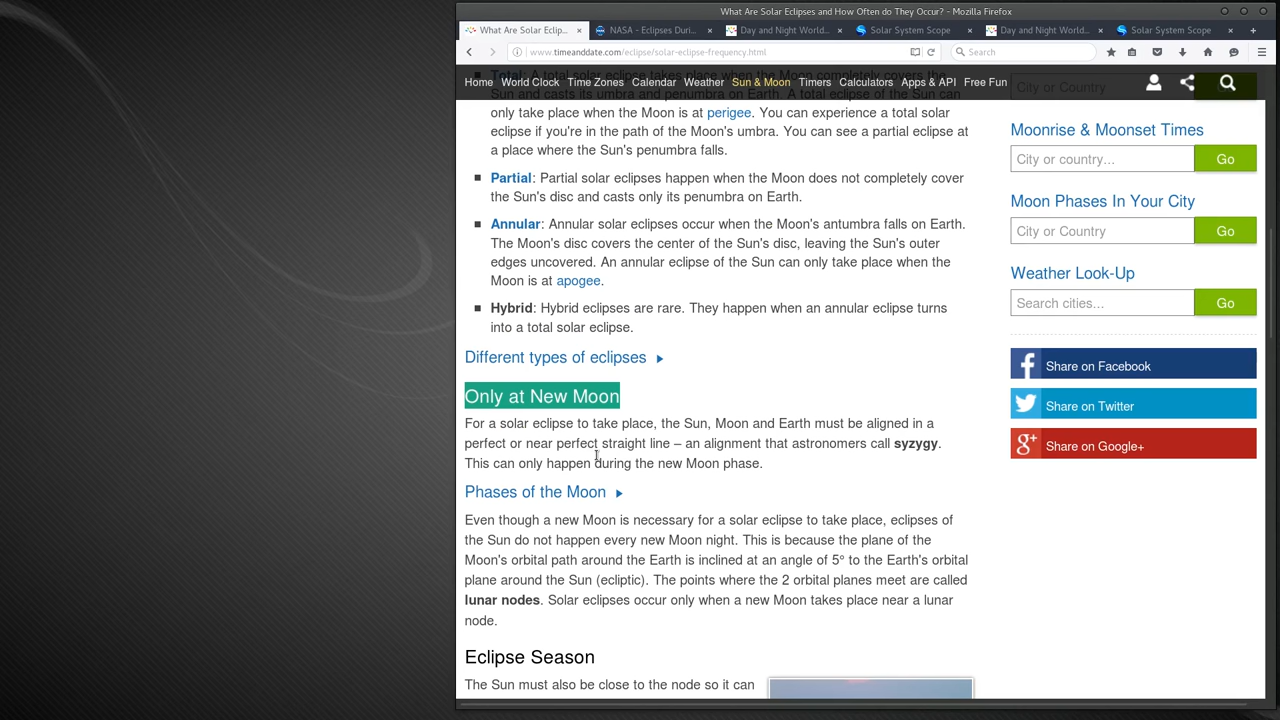 What Are Solar Eclipses and How Often do They Occur? - Mozilla Firefox
What Are Solar Eclip...
NASA - Eclipses Duri...
Day and Night World...
Solar System Scope
Day and Night World...
Solar System Scope
www.timeanddate.com/eclipse/solar-eclipse-frequency.html
Search
Home World Clock Time Zones Calendar Weather Sun & Moon Timers Calculators Apps & API Free Fun
Total: A total solar eclipse takes place when the Moon completely covers the
Sun and casts its umbra and penumbra on Earth. A total eclipse of the Sun can
only take place when the Moon is at perigee. You can experience a total solar
eclipse if you're in the path of the Moon's umbra. You can see a partial eclipse at
a place where the Sun's penumbra falls.
Partial: Partial solar eclipses happen when the Moon does not completely cover
the Sun's disc and casts only its penumbra on Earth.
Annular: Annular solar eclipses occur when the Moon's antumbra falls on Earth.
The Moon's disc covers the center of the Sun's disc, leaving the Sun's outer
edges uncovered. An annular eclipse of the Sun can only take place when the
Moon is at apogee.
Hybrid: Hybrid eclipses are rare. They happen when an annular eclipse turns
into a total solar eclipse.
Different types of eclipses
Only at New Moon
For a solar eclipse to take place, the Sun, Moon and Earth must be aligned in a
perfect or near perfect straight line – an alignment that astronomers call syzygy.
This can only happen during the new Moon phase.
Phases of the Moon
Even though a new Moon is necessary for a solar eclipse to take place, eclipses of
the Sun do not happen every new Moon night. This is because the plane of the
Moon's orbital path around the Earth is inclined at an angle of 5° to the Earth's orbital
plane around the Sun (ecliptic). The points where the 2 orbital planes meet are called
lunar nodes. Solar eclipses occur only when a new Moon takes place near a lunar
node.
Eclipse Season
The Sun must also be close to the node so it can
City or Country
Moonrise & Moonset Times
City or country...
Go
Moon Phases In Your City
City or Country
Go
Weather Look-Up
Search cities...
Go
Share on Facebook
Share on Twitter
Share on Google+